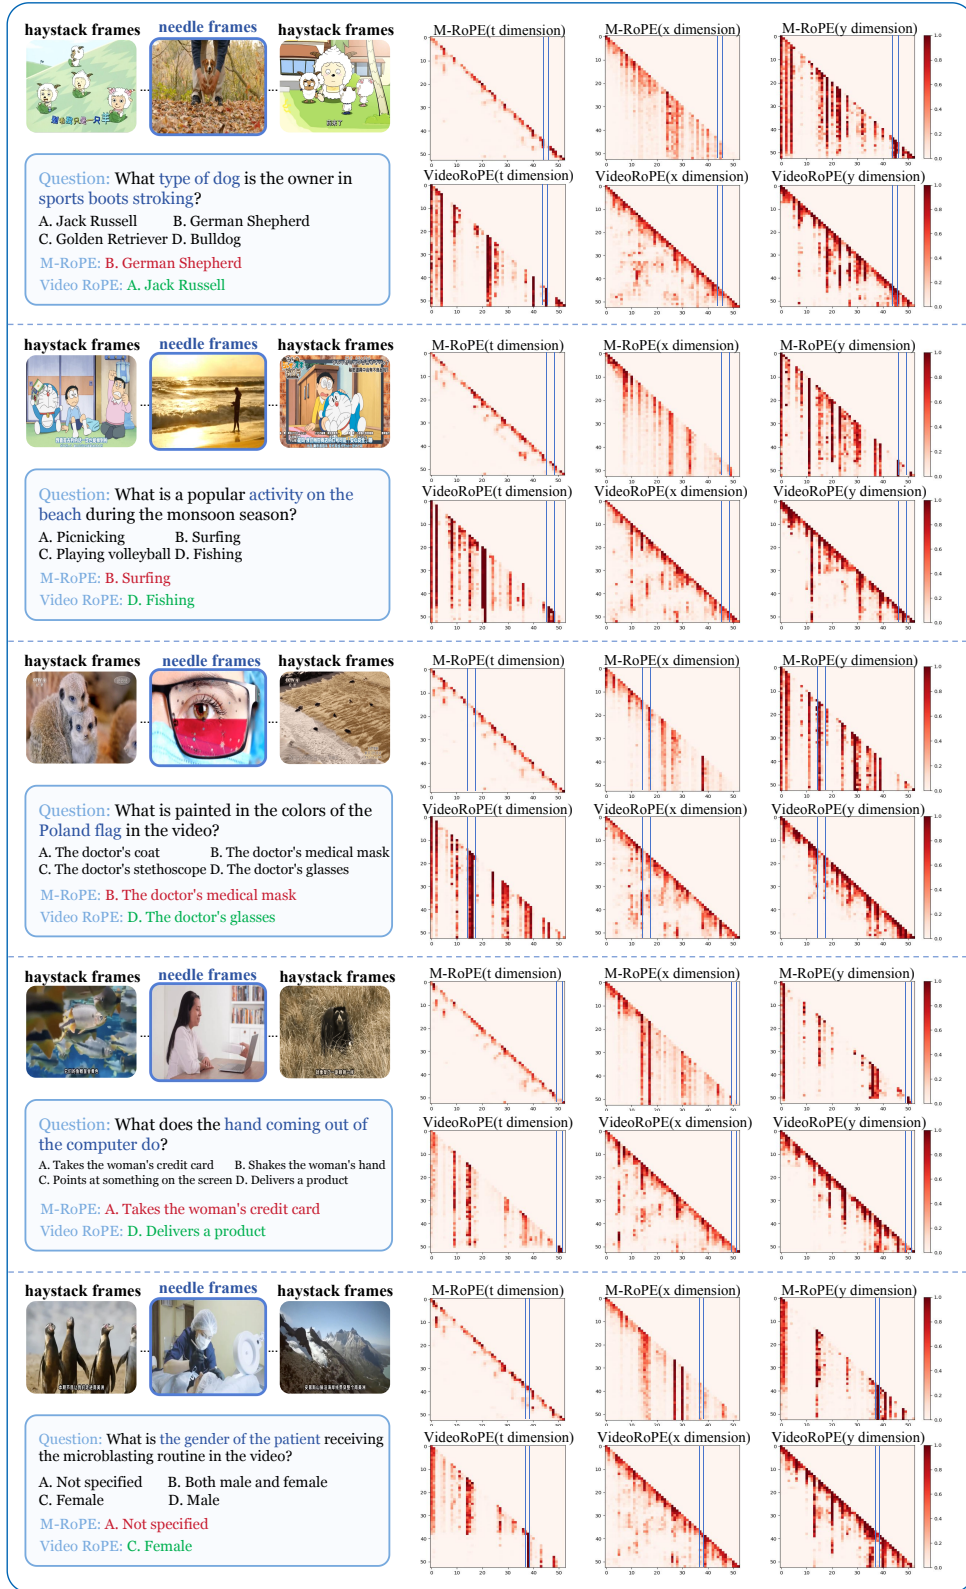 haystack frames needle frames haystack frames
... ...
Question: What type of dog is the owner in
sports boots stroking?
A. Jack Russell B. German Shepherd
C. Golden Retriever D. Bulldog
M-RoPE: B. German Shepherd
Video RoPE: A. Jack Russell
M-RoPE(t dimension) M-RoPE(x dimension) M-RoPE(y dimension)
VideoRoPE(t dimension) VideoRoPE(x dimension) VideoRoPE(y dimension)
haystack frames needle frames haystack frames
... ...
Question: What is a popular activity on the
beach during the monsoon season?
A. Picnicking B. Surfing
C. Playing volleyball D. Fishing
M-RoPE: B. Surfing
Video RoPE: D. Fishing
M-RoPE(t dimension) M-RoPE(x dimension) M-RoPE(y dimension)
VideoRoPE(t dimension) VideoRoPE(x dimension) VideoRoPE(y dimension)
haystack frames needle frames haystack frames
... ...
Question: What is painted in the colors of the
Poland flag in the video?
A. The doctor's coat B. The doctor's medical mask
C. The doctor's stethoscope D. The doctor's glasses
M-RoPE: B. The doctor's medical mask
Video RoPE: D. The doctor's glasses
M-RoPE(t dimension) M-RoPE(x dimension) M-RoPE(y dimension)
VideoRoPE(t dimension) VideoRoPE(x dimension) VideoRoPE(y dimension)
haystack frames needle frames haystack frames
... ...
Question: What does the hand coming out of
the computer do?
A. Takes the woman's credit card B. Shakes the woman's hand
C. Points at something on the screen D. Delivers a product
M-RoPE: A. Takes the woman's credit card
Video RoPE: D. Delivers a product
M-RoPE(t dimension) M-RoPE(x dimension) M-RoPE(y dimension)
VideoRoPE(t dimension) VideoRoPE(x dimension) VideoRoPE(y dimension)
haystack frames needle frames haystack frames
... ...
Question: What is the gender of the patient receiving
the microblasting routine in the video?
A. Not specified B. Both male and female
C. Female D. Male
M-RoPE: A. Not specified
Video RoPE: C. Female
M-RoPE(t dimension) M-RoPE(x dimension) M-RoPE(y dimension)
VideoRoPE(t dimension) VideoRoPE(x dimension) VideoRoPE(y dimension)